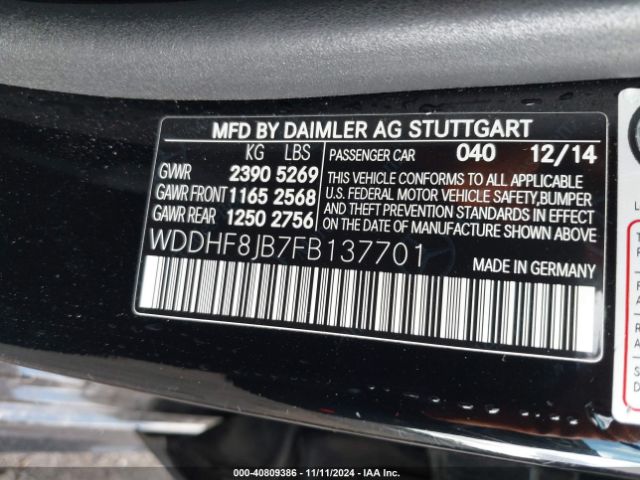 MFD BY DAIMLER AG STUTTGART
KG LBS
GVWR 2390 5269
GAWR FRONT 1165 2568
GAWR REAR 1250 2756
PASSENGER CAR 040 12/14
THIS VEHICLE CONFORMS TO ALL APPLICABLE
U.S. FEDERAL MOTOR VEHICLE SAFETY,BUMPER
AND THEFT PREVENTION STANDARDS IN EFFECT
ON THE DATE OF MANUFACTURE SHOWN ABOVE.
WDDHF8JB7FB137701
MADE IN GERMANY
000-40809386 - 11/11/2024 - IAA Inc.